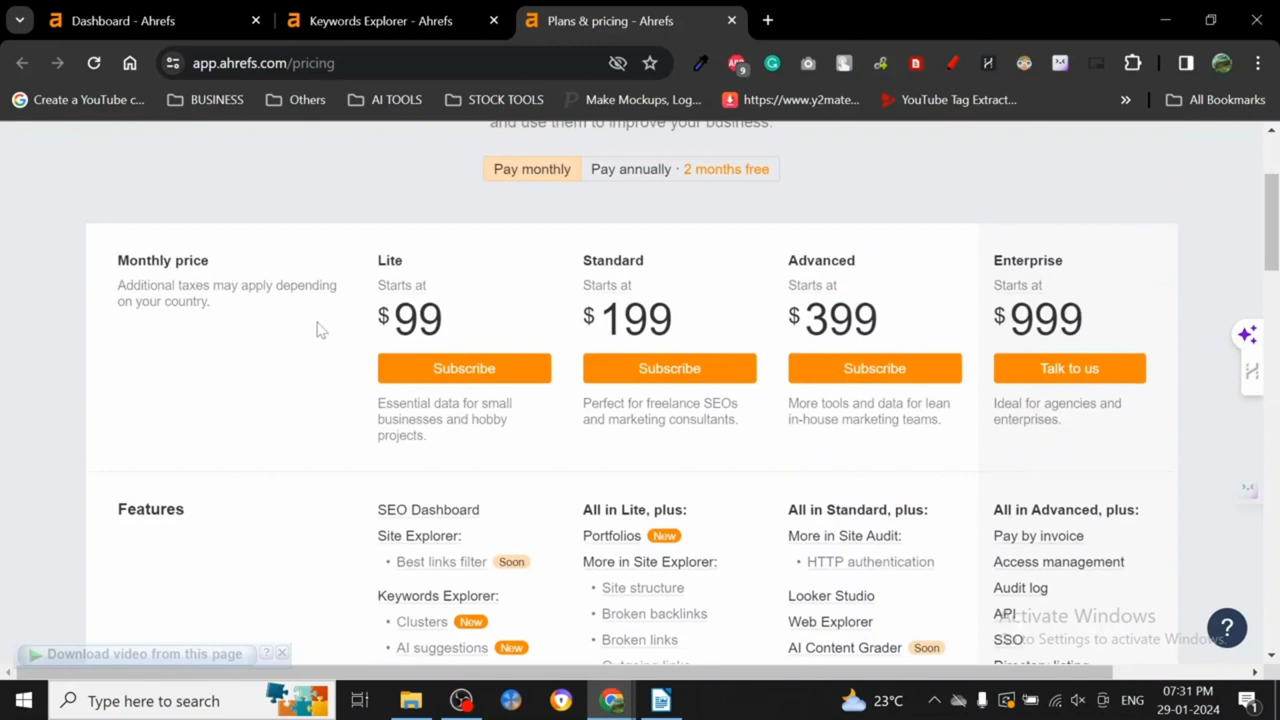 Dashboard - Ahrefs
Keywords Explorer - Ahrefs
Plans & pricing - Ahrefs
app.ahrefs.com/pricing
9
Create a YouTube c...
BUSINESS
Others
AI TOOLS
STOCK TOOLS
Make Mockups, Log...
https://www.y2mate...
YouTube Tag Extract...
All Bookmarks
and use them to improve your business.
Pay monthly
Pay annually · 2 months free
Monthly price
Additional taxes may apply depending
on your country.
Lite
Starts at
$99
Subscribe
Essential data for small
businesses and hobby
projects.
Standard
Starts at
$199
Subscribe
Perfect for freelance SEOs
and marketing consultants.
Advanced
Starts at
$399
Subscribe
More tools and data for lean
in-house marketing teams.
Enterprise
Starts at
$999
Talk to us
Ideal for agencies and
enterprises.
Features
SEO Dashboard
Site Explorer:
• Best links filter Soon
Keywords Explorer:
• Clusters New
• AI suggestions New
All in Lite, plus:
Portfolios New
More in Site Explorer:
• Site structure
• Broken backlinks
• Broken links
• Outgoing links
All in Standard, plus:
More in Site Audit:
• HTTP authentication
Looker Studio
Web Explorer
AI Content Grader Soon
All in Advanced, plus:
Pay by invoice
Access management
Audit log
API
SSO
Directory listing
Activate Windows
to Settings to activate Windows.
?
Download video from this page
?
Type here to search
23°C
ENG
07:31 PM
29-01-2024
1